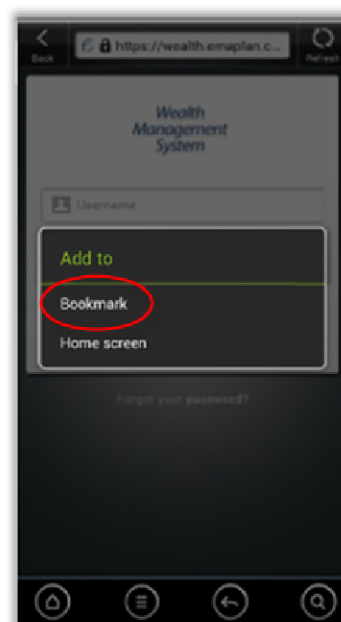 Back
https://wealth.emaplan.c...
Refresh
Wealth
Management
System
Username
Add to
Bookmark
Home screen
Forgot your password?